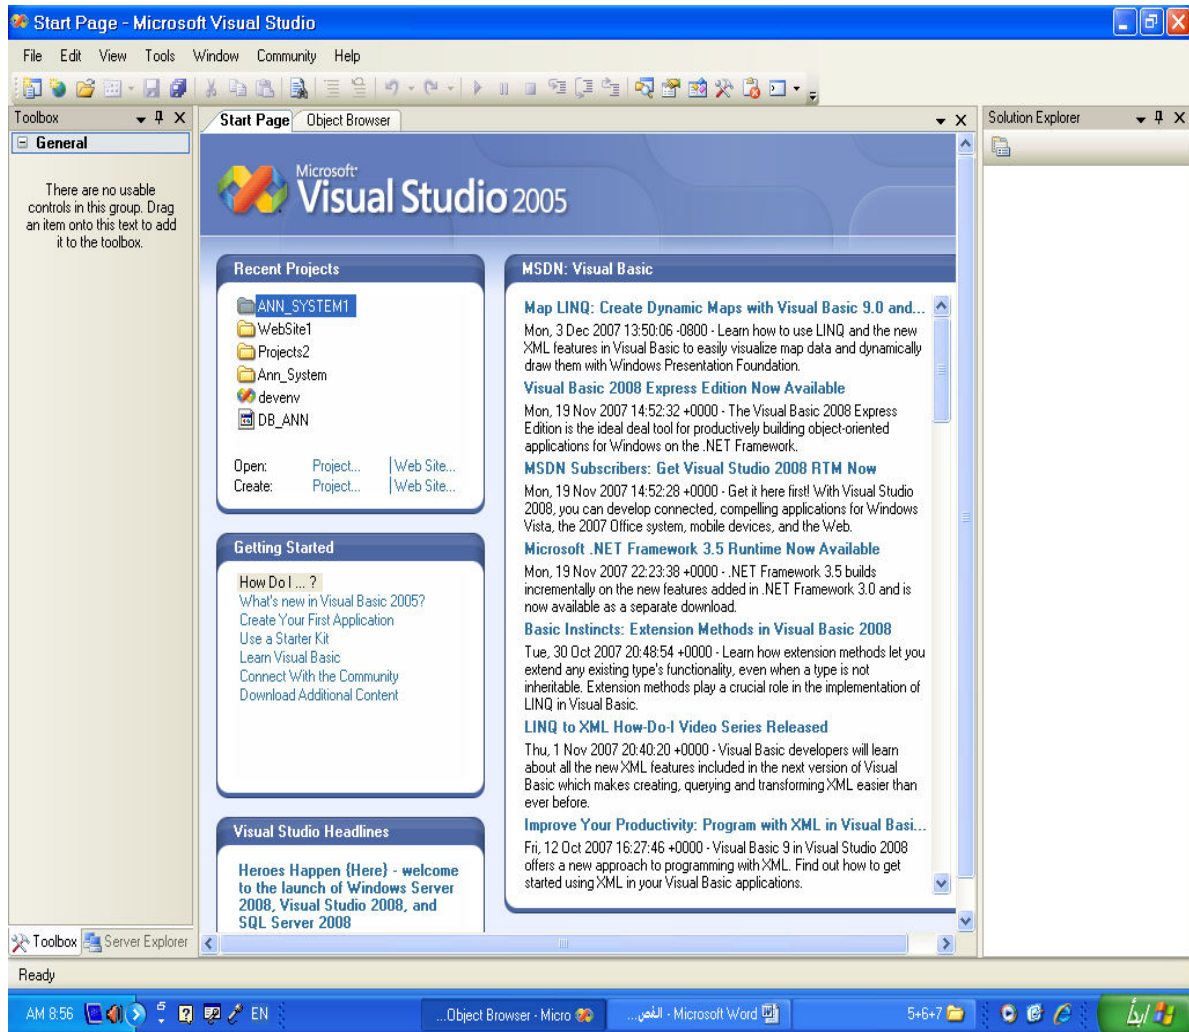 Start Page - Microsoft Visual Studio
File Edit View Tools Window Community Help
Toolbox
General
There are no usable
controls in this group. Drag
an item onto this text to add
it to the toolbox.
Toolbox Server Explorer
Start Page Object Browser
Microsoft
Visual Studio 2005
Recent Projects
ANN_SYSTEM1
WebSite1
Projects2
Ann_System
devenv
DB_ANN
Open: Project... Web Site...
Create: Project... Web Site...
Getting Started
How Do I ... ?
What's new in Visual Basic 2005?
Create Your First Application
Use a Starter Kit
Learn Visual Basic
Connect With the Community
Download Additional Content
Visual Studio Headlines
Heroes Happen {Here} - welcome
to the launch of Windows Server
2008, Visual Studio 2008, and
SQL Server 2008
MSDN: Visual Basic
Map LINQ: Create Dynamic Maps with Visual Basic 9.0 and...
Mon, 3 Dec 2007 13:50:06 -0800 - Learn how to use LINQ and the new
XML features in Visual Basic to easily visualize map data and dynamically
draw them with Windows Presentation Foundation.
Visual Basic 2008 Express Edition Now Available
Mon, 19 Nov 2007 14:52:32 +0000 - The Visual Basic 2008 Express
Edition is the ideal deal tool for productively building object-oriented
applications for Windows on the .NET Framework.
MSDN Subscribers: Get Visual Studio 2008 RTM Now
Mon, 19 Nov 2007 14:52:28 +0000 - Get it here first! With Visual Studio
2008, you can develop connected, compelling applications for Windows
Vista, the 2007 Office system, mobile devices, and the Web.
Microsoft .NET Framework 3.5 Runtime Now Available
Mon, 19 Nov 2007 22:23:38 +0000 - .NET Framework 3.5 builds
incrementally on the new features added in .NET Framework 3.0 and is
now available as a separate download.
Basic Instincts: Extension Methods in Visual Basic 2008
Tue, 30 Oct 2007 20:48:54 +0000 - Learn how extension methods let you
extend any existing type's functionality, even when a type is not
inheritable. Extension methods play a crucial role in the implementation of
LINQ in Visual Basic.
LINQ to XML How-Do-I Video Series Released
Thu, 1 Nov 2007 20:40:20 +0000 - Visual Basic developers will learn
about all the new XML features included in the next version of Visual
Basic which makes creating, querying and transforming XML easier than
ever before.
Improve Your Productivity: Program with XML in Visual Basi...
Fri, 12 Oct 2007 16:27:46 +0000 - Visual Basic 9 in Visual Studio 2008
offers a new approach to programming with XML. Find out how to get
started using XML in your Visual Basic applications.
Solution Explorer
Ready
AM 8:56 EN ...Object Browser - Micro ...الفص - Microsoft Word 5+6+7 ابدأ